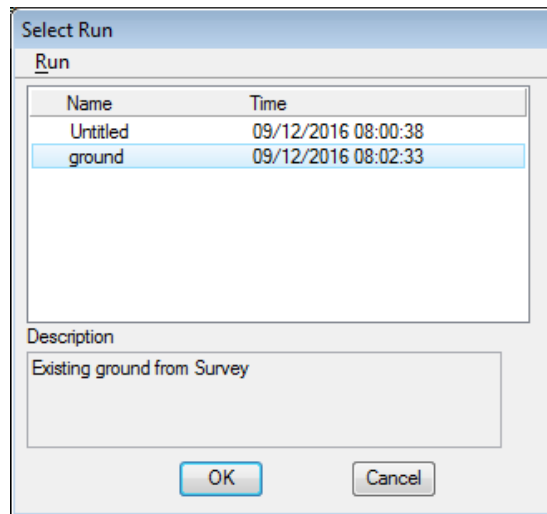 Select Run
Run
Name Time
Untitled 09/12/2016 08:00:38
ground 09/12/2016 08:02:33
Description
Existing ground from Survey
OK Cancel